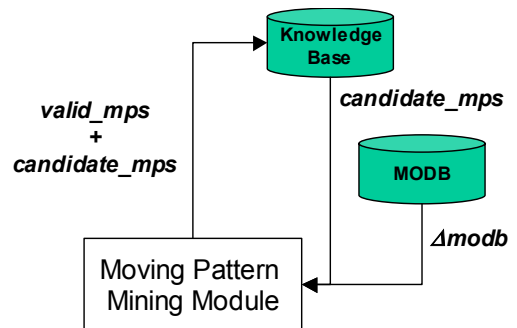 Knowledge
Base
valid_mps
+
candidate_mps
candidate_mps
MODB
Δmodb
Moving Pattern
Mining Module